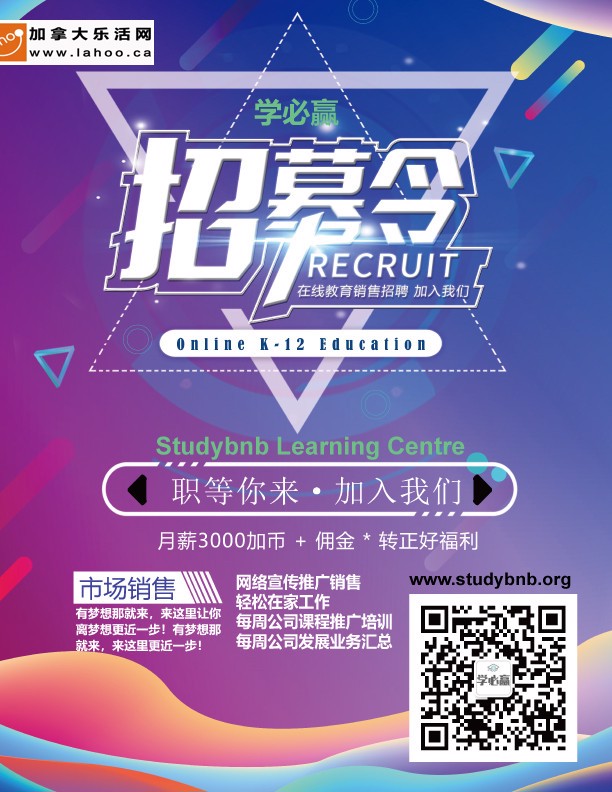 加拿大乐活网
www.lahoo.ca
学必赢
招募令
RECRUIT
在线教育销售招聘 加入我们
Online K-12 Education
Studybnb Learning Centre
职等你来·加入我们
月薪3000加币 + 佣金 * 转正好福利
市场销售
有梦想那就来，来这里让你
离梦想更近一步！有梦想那
就来，来这里更近一步！
网络宣传推广销售
轻松在家工作
每周公司课程推广培训
每周公司发展业务汇总
www.studybnb.org
学必赢